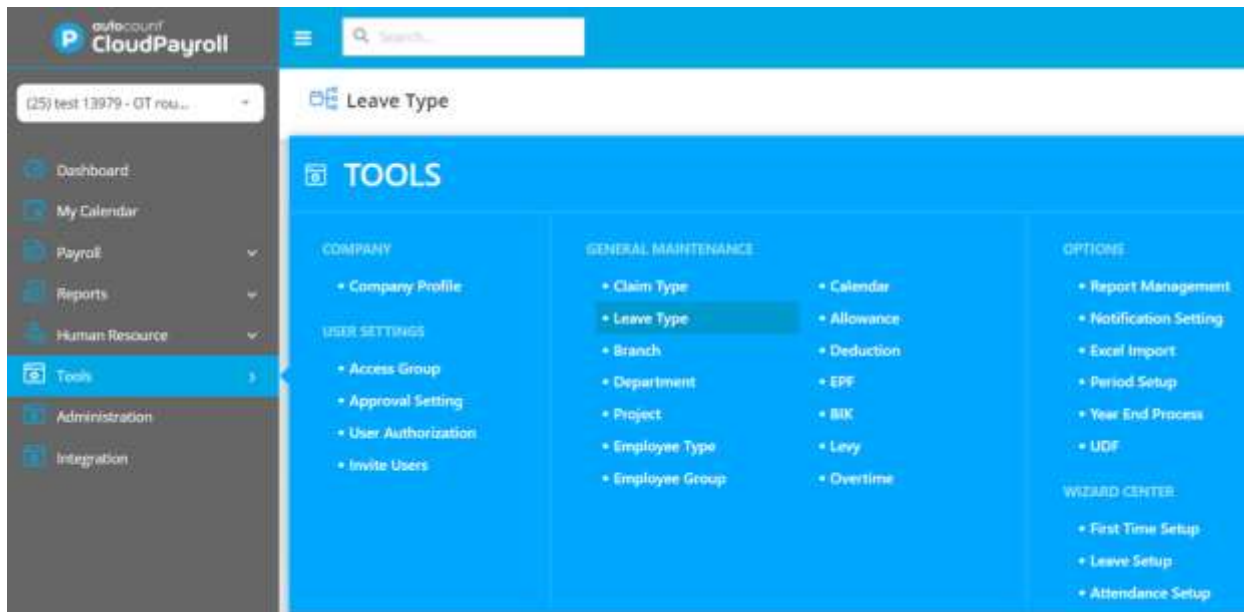 autocount
CloudPayroll
Search...
(25) test 13979 - OT rou...
Leave Type
Dashboard
My Calendar
Payroll
Reports
Human Resource
Tools
Administration
Integration
TOOLS
COMPANY
• Company Profile
USER SETTINGS
• Access Group
• Approval Setting
• User Authorization
• Invite Users
GENERAL MAINTENANCE
• Claim Type
• Leave Type
• Branch
• Department
• Project
• Employee Type
• Employee Group
• Calendar
• Allowance
• Deduction
• EPF
• BIK
• Levy
• Overtime
OPTIONS
• Report Management
• Notification Setting
• Excel Import
• Period Setup
• Year End Process
• UDF
WIZARD CENTER
• First Time Setup
• Leave Setup
• Attendance Setup